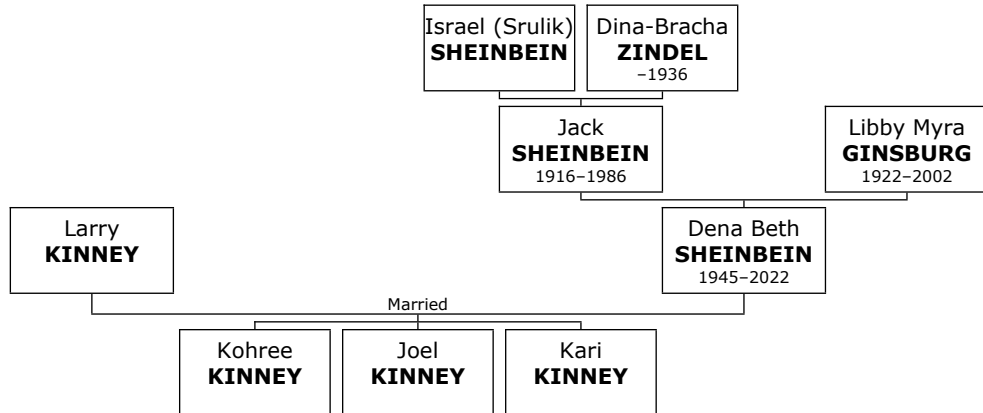 Israel (Srulik)
SHEINBEIN
Dina-Bracha
ZINDEL
–1936
Jack
SHEINBEIN
1916–1986
Libby Myra
GINSBURG
1922–2002
Larry
KINNEY
Dena Beth
SHEINBEIN
1945–2022
Married
Kohree
KINNEY
Joel
KINNEY
Kari
KINNEY